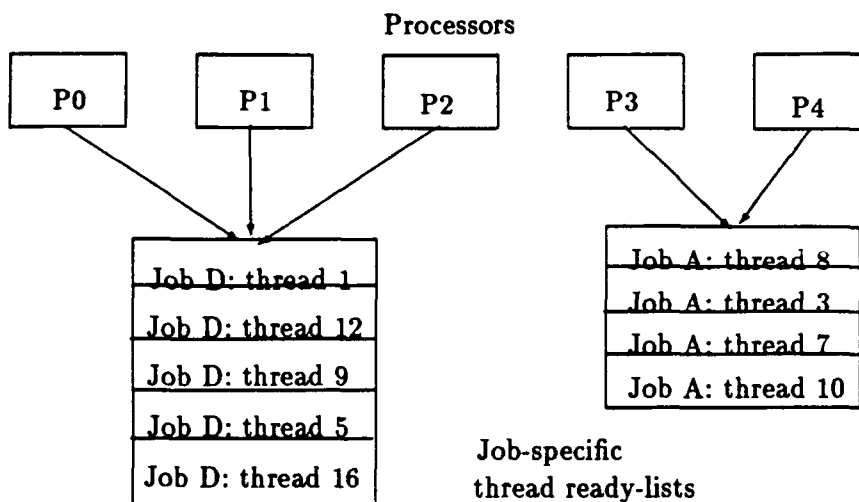 Processors
P0 P1 P2 P3 P4
Job D: thread 1
Job D: thread 12
Job D: thread 9
Job D: thread 5
Job D: thread 16
Job A: thread 8
Job A: thread 3
Job A: thread 7
Job A: thread 10
Job-specific
thread ready-lists